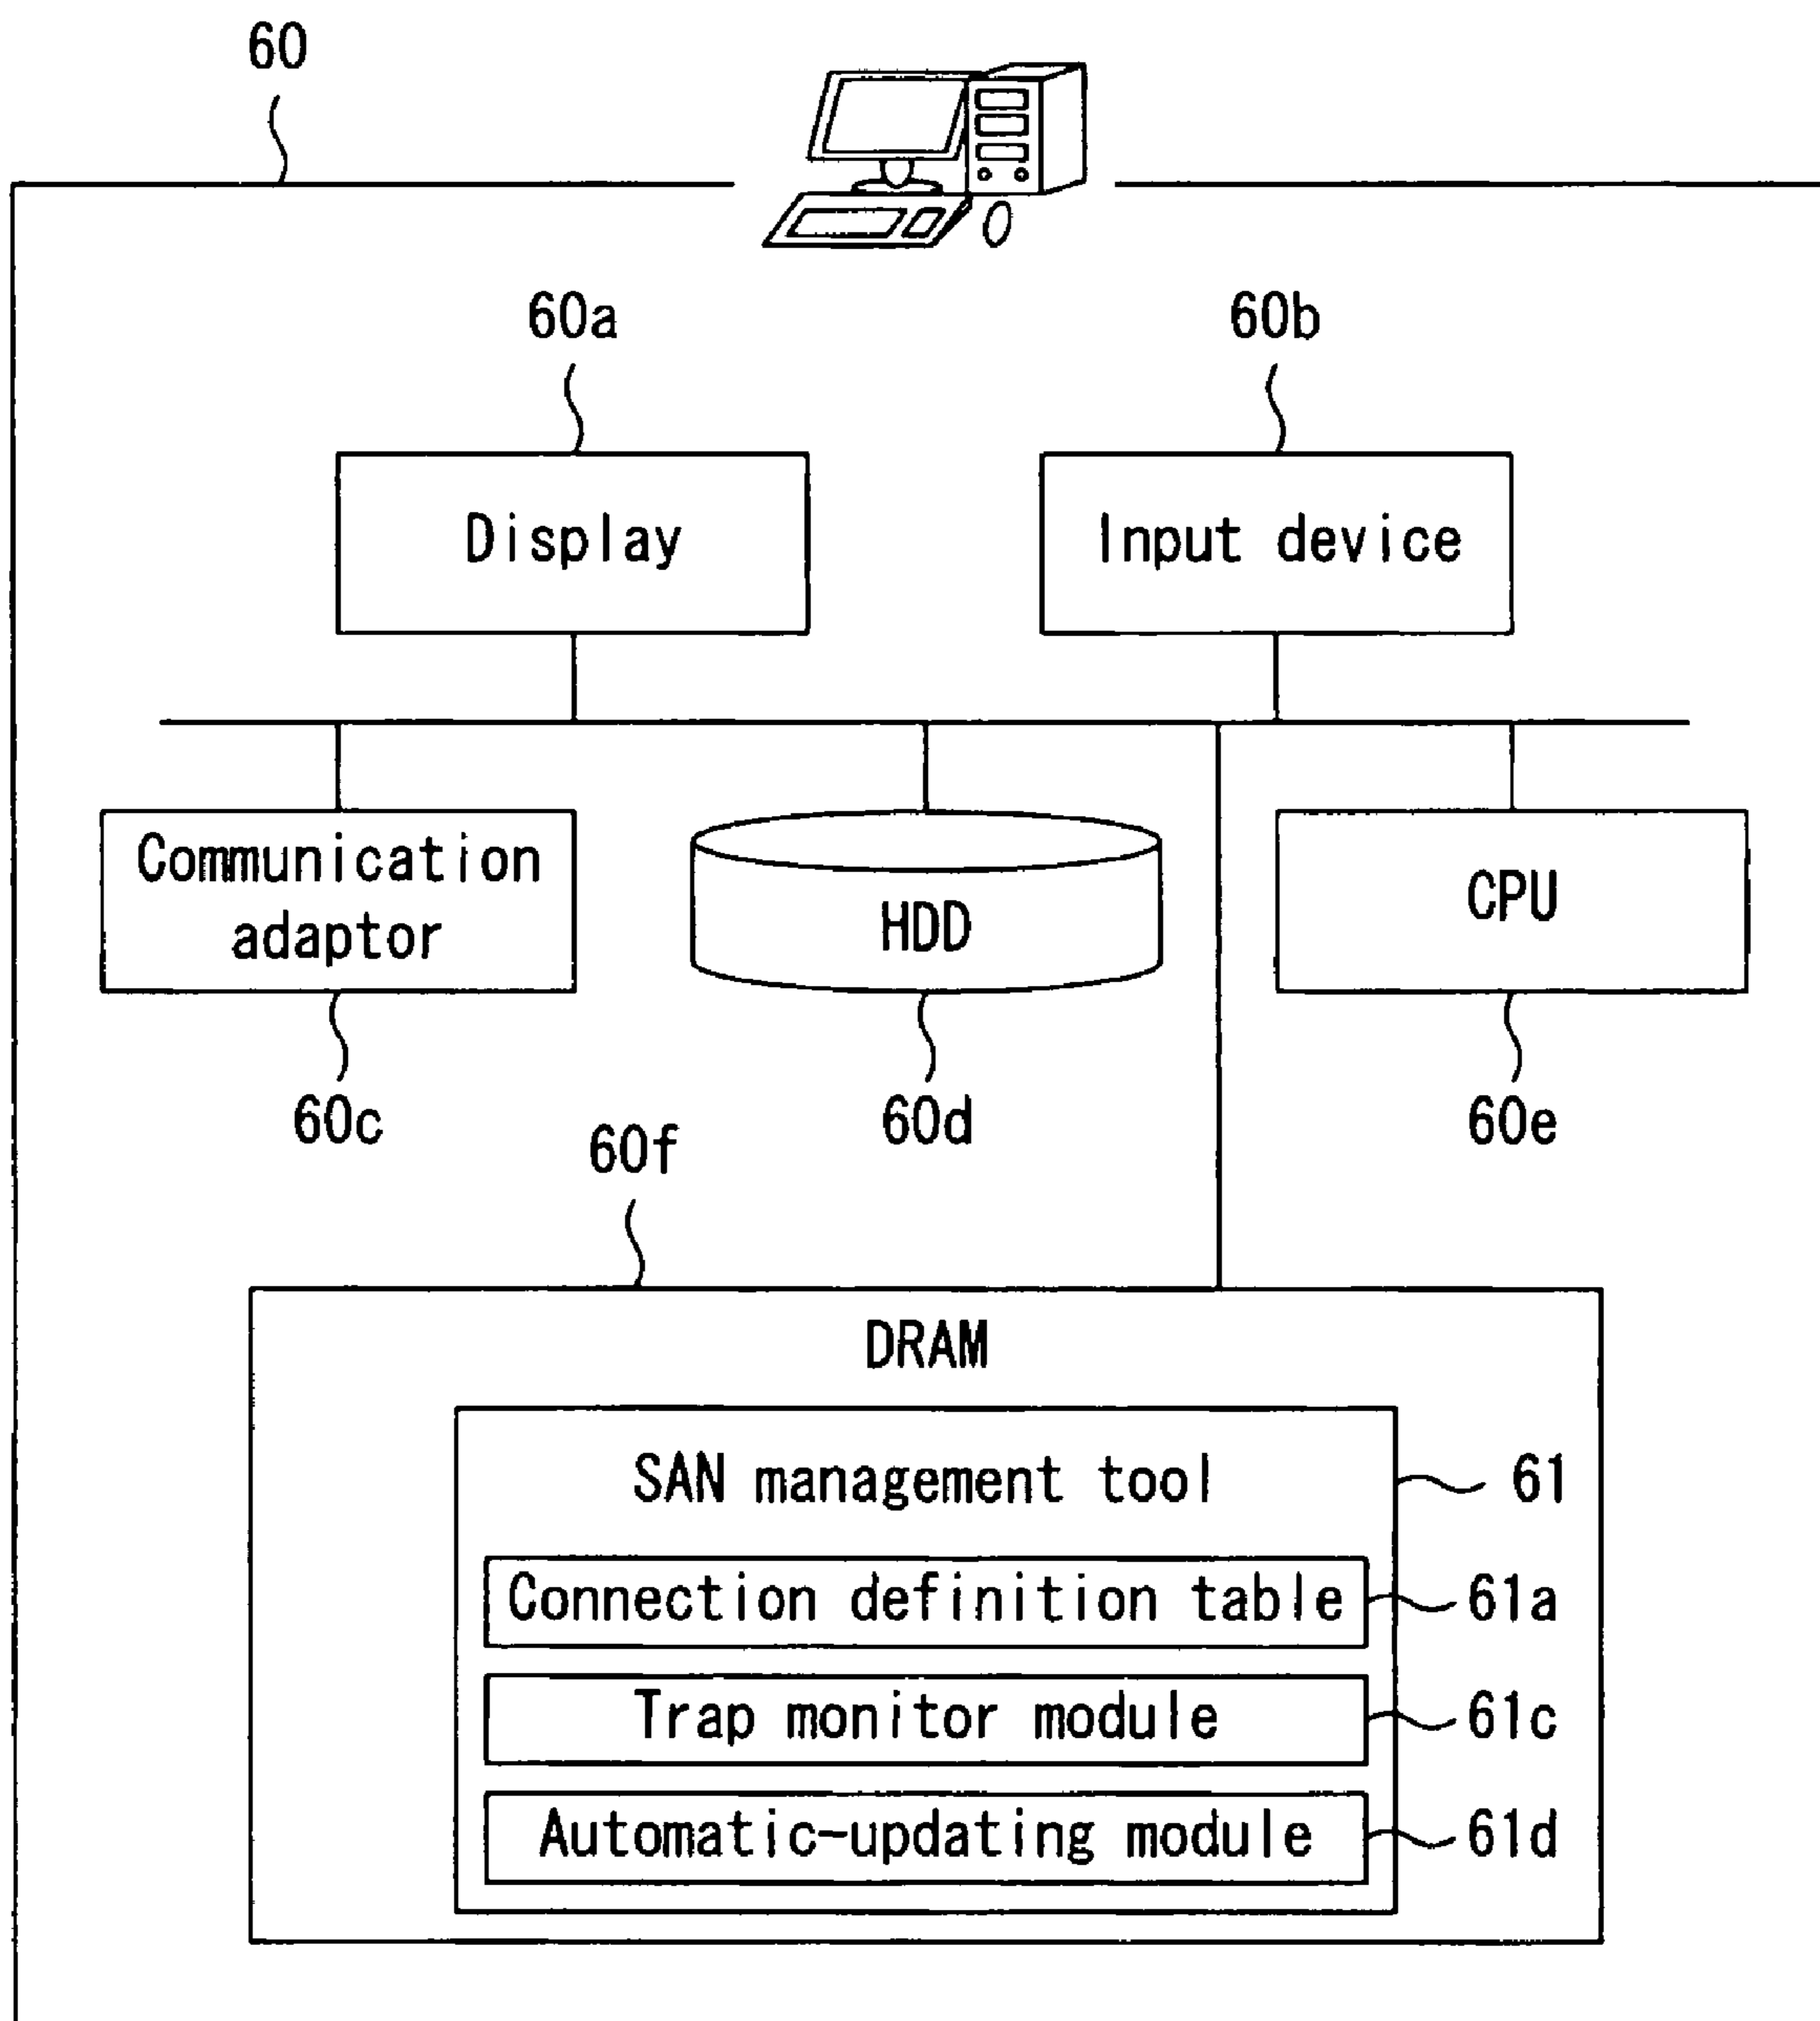 60
60a
60b
Display
Input device
Communication
adaptor
HDD
CPU
60c
60d
60e
60f
DRAM
SAN management tool
61
Connection definition table
61a
Trap monitor module
61c
Automatic-updating module
61d